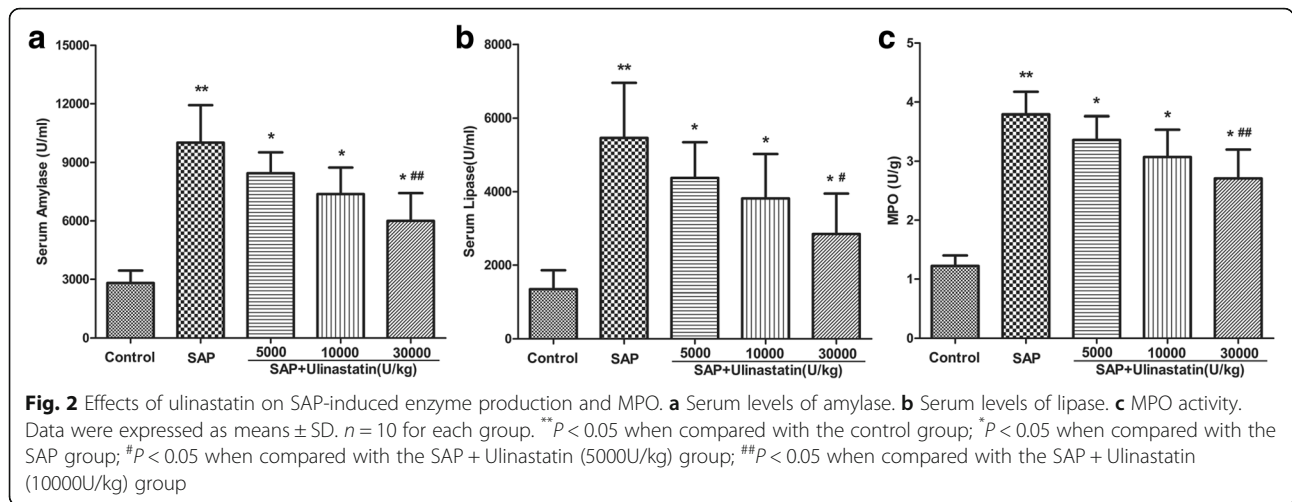 a
15000
12000
9000
6000
3000
0
Serum Amylase (U/ml)
**
*
*
* ##
Control SAP 5000 10000 30000
SAP+Ulinastatin(U/kg)
b
8000
6000
4000
2000
0
Serum Lipase(U/ml)
**
*
*
* #
Control SAP 5000 10000 30000
SAP+Ulinastatin(U/kg)
c
5
4
3
2
1
0
MPO (U/g)
**
*
*
* ##
Control SAP 5000 10000 30000
SAP+Ulinastatin(U/kg)
Fig. 2 Effects of ulinastatin on SAP-induced enzyme production and MPO. a Serum levels of amylase. b Serum levels of lipase. c MPO activity.
Data were expressed as means ± SD. n = 10 for each group. **P < 0.05 when compared with the control group; *P < 0.05 when compared with the
SAP group; #P < 0.05 when compared with the SAP + Ulinastatin (5000U/kg) group; ##P < 0.05 when compared with the SAP + Ulinastatin
(10000U/kg) group